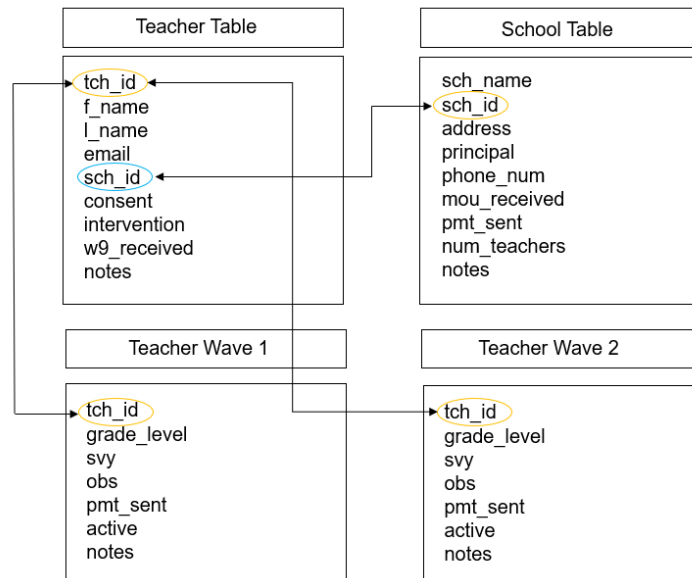 Teacher Table
tch_id
f_name
l_name
email
sch_id
consent
intervention
w9_received
notes
School Table
sch_name
sch_id
address
principal
phone_num
mou_received
pmt_sent
num_teachers
notes
Teacher Wave 1
tch_id
grade_level
svy
obs
pmt_sent
active
notes
Teacher Wave 2
tch_id
grade_level
svy
obs
pmt_sent
active
notes